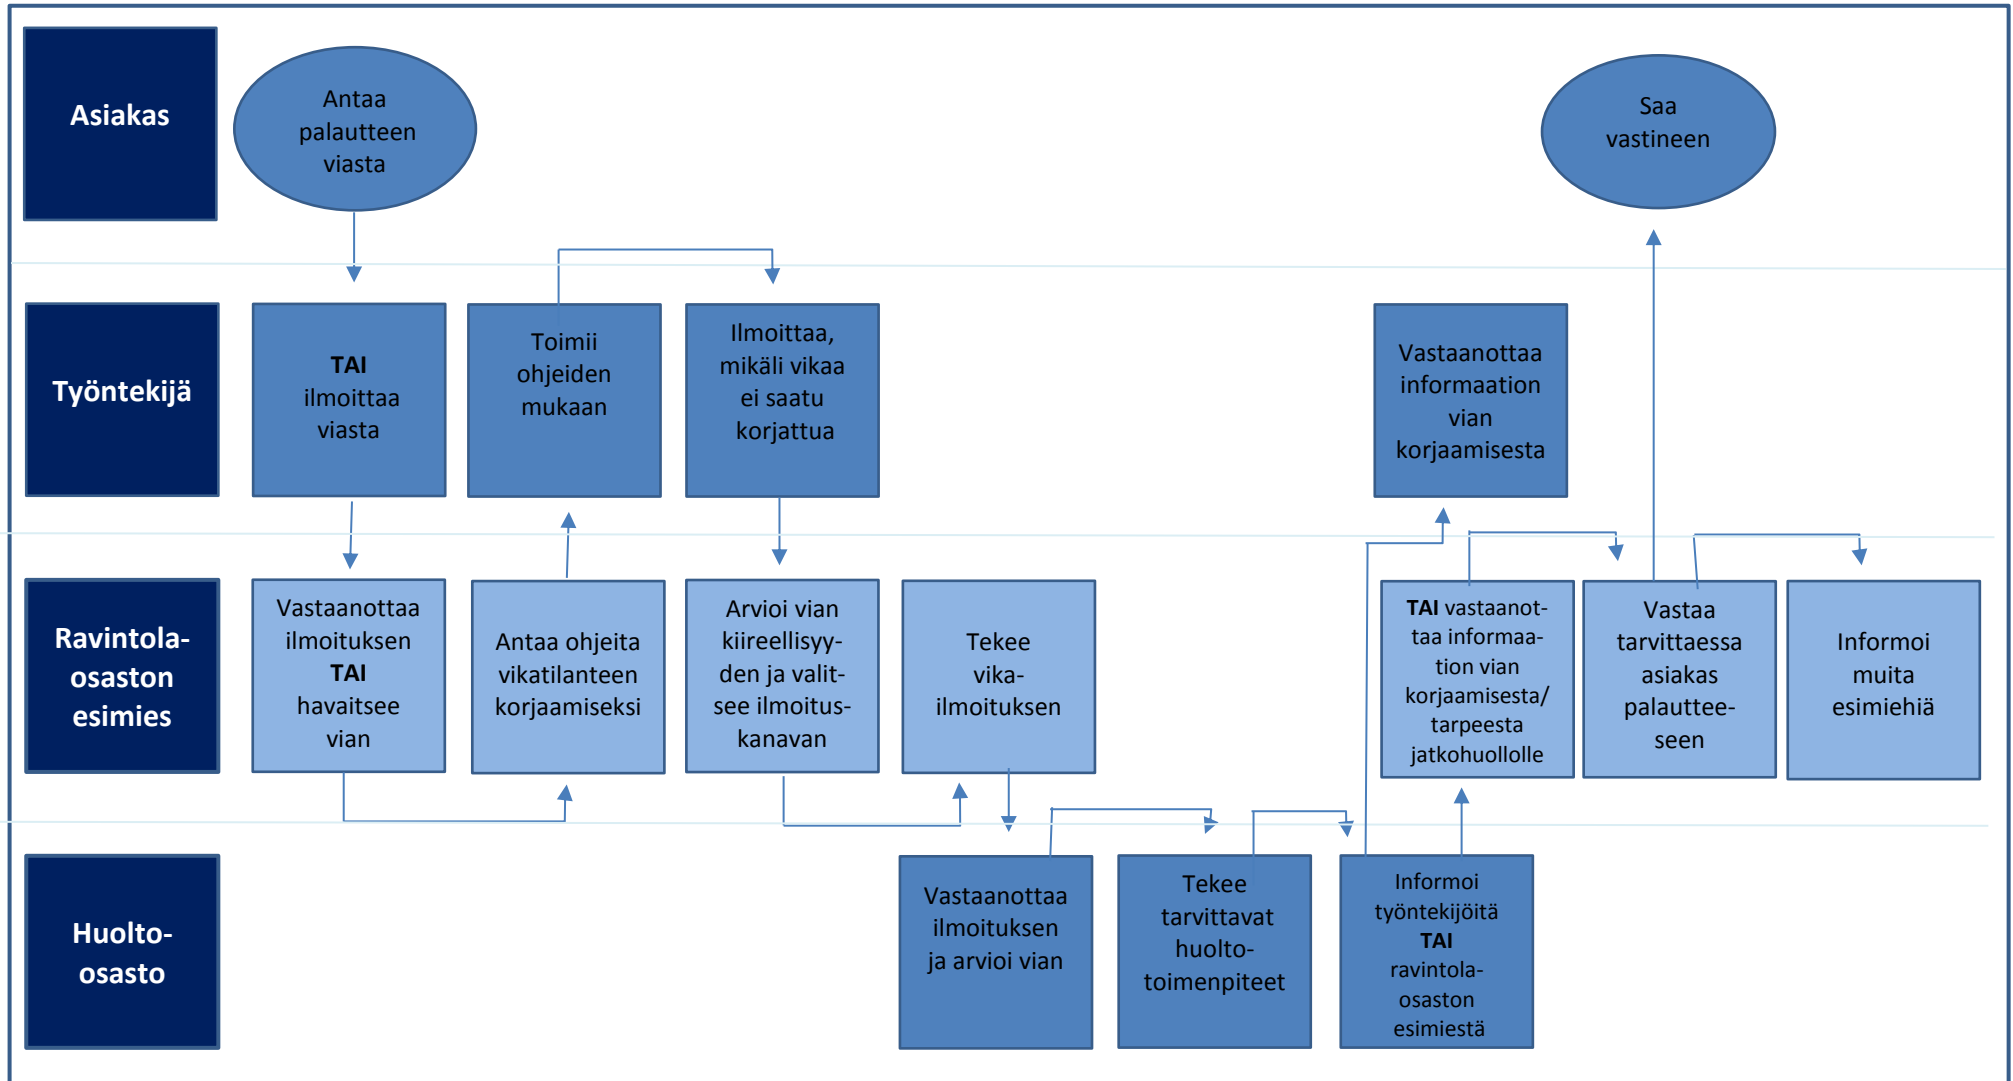 Asiakas
Antaa
palautteen
viasta
Saa
vastineen
Työntekijä
TAI
ilmoittaa
viasta
Toimii
ohjeiden
mukaan
Ilmoittaa,
mikäli vikaa
ei saatu
korjattua
Vastaanottaa
informaation
vian
korjaamisesta
Ravintola-
osaston
esimies
Vastaanottaa
ilmoituksen
TAI
havaitsee
vian
Antaa ohjeita
vikatilanteen
korjaamiseksi
Arvioi vian
kiireellisyy-
den ja valit-
see ilmoitus-
kanavan
Tekee
vika-
ilmoituksen
TAI vastaanot-
taa informaa-
tion vian
korjaamisesta/
tarpeesta
jatkohuollolle
Vastaa
tarvittaessa
asiakas
palauttee-
seen
Informoi
muita
esimiehiä
Huolto-
osasto
Vastaanottaa
ilmoituksen
ja arvioi vian
Tekee
tarvittavat
huolto-
toimenpiteet
Informoi
työntekijöitä
TAI
ravintola-
osaston
esimiestä